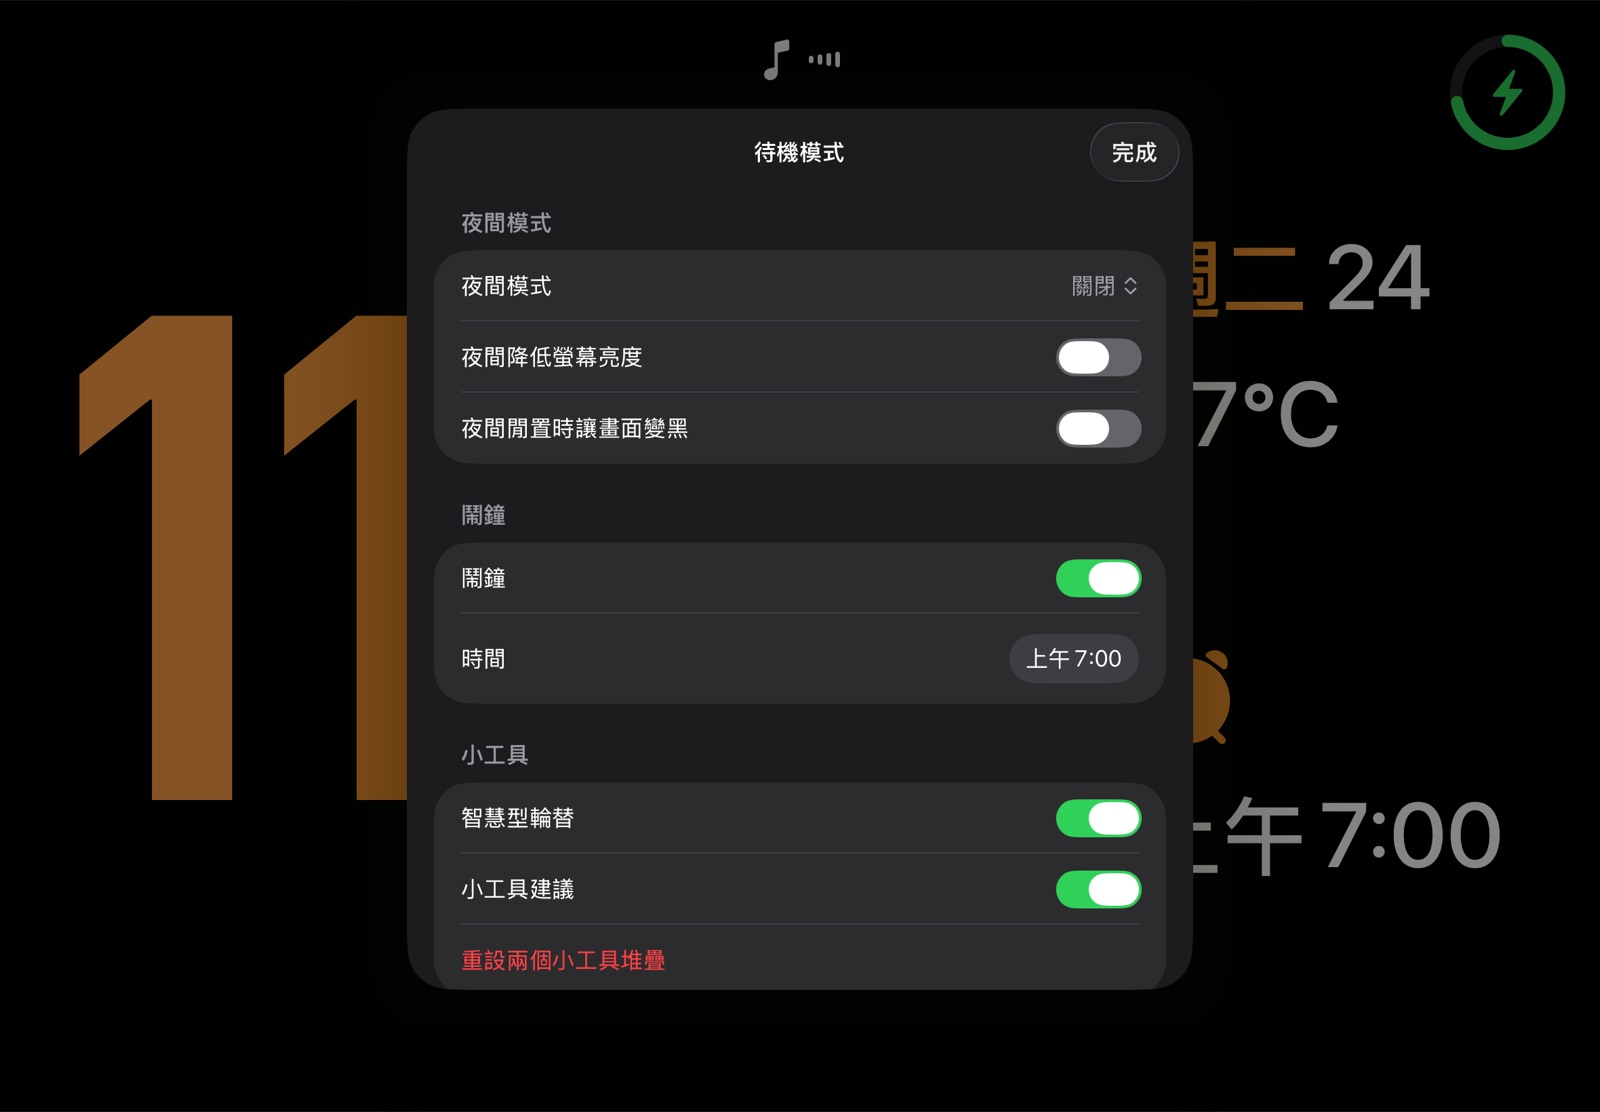 待機模式
完成
夜間模式
夜間模式 關閉
夜間降低螢幕亮度
夜間閒置時讓畫面變黑
鬧鐘
鬧鐘
時間 上午 7:00
小工具
智慧型輪替
小工具建議
重設兩個小工具堆疊
11
週二 24
7°C
上午 7:00